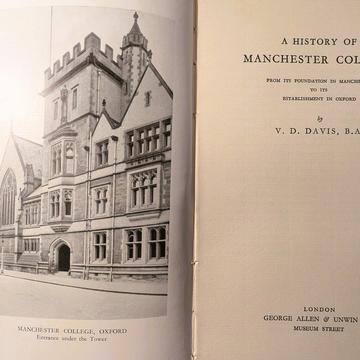 MANCHESTER COLLEGE, OXFORD
Entrance under the Tower
A HISTORY OF
MANCHESTER COL
FROM ITS FOUNDATION IN MANCHE
TO ITS
ESTABLISHMENT IN OXFORD
by
V. D. DAVIS, B.A
LONDON
GEORGE ALLEN & UNWIN
MUSEUM STREET